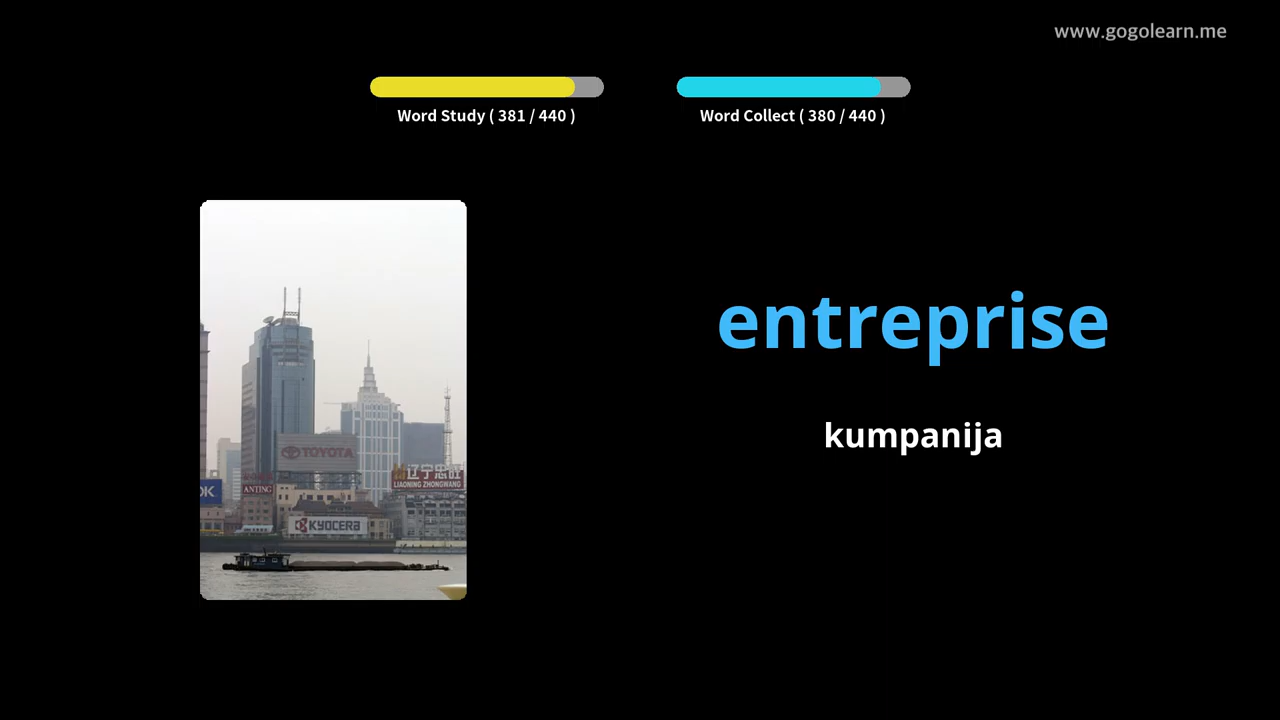 www.gogolearn.me
Word Study ( 381 / 440 )
Word Collect ( 380 / 440 )
entreprise
kumpanija
TOYOTA
辽宁忠旺
LIAONING ZHONGWANG
OK
ANTING
KYOCERA